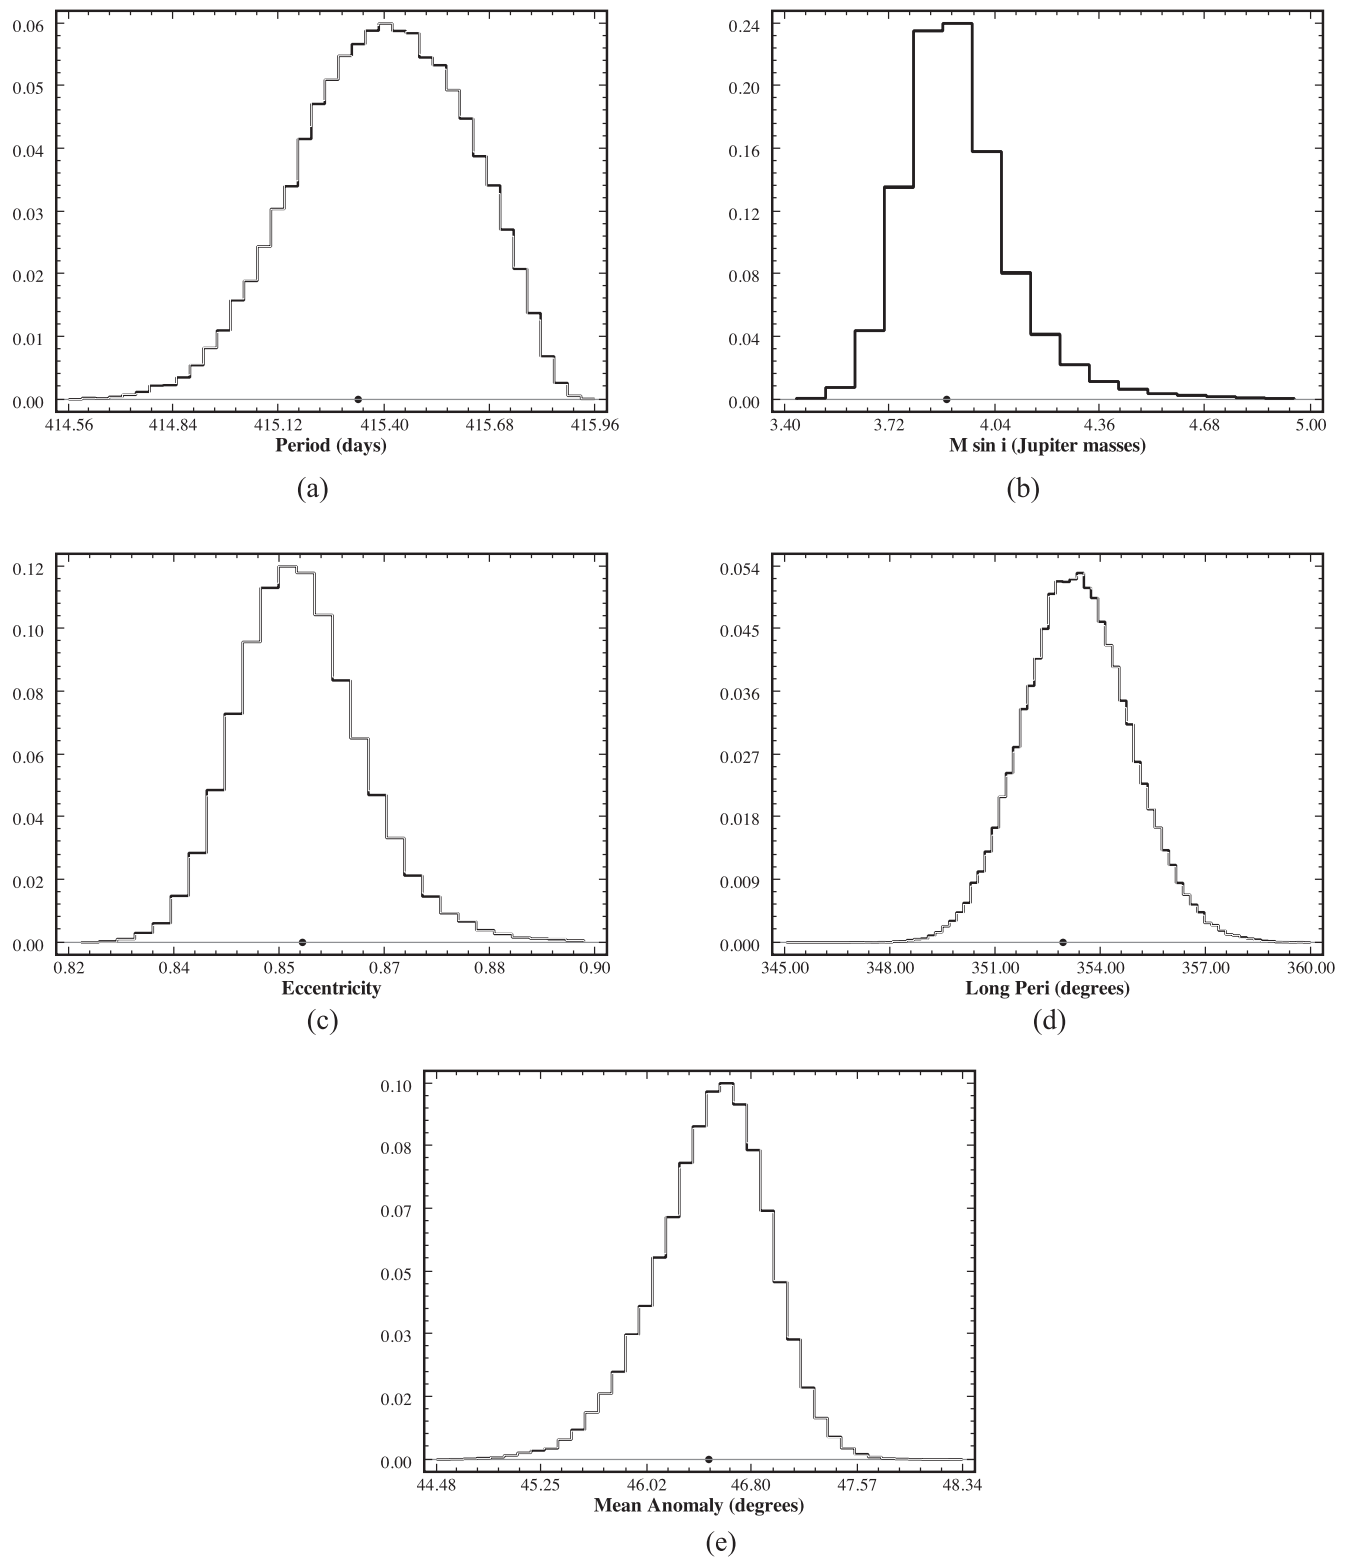 0.06
0.05
0.04
0.03
0.02
0.01
0.00
414.56 414.84 415.12 415.40 415.68 415.96
Period (days)
(a)
0.24
0.20
0.16
0.12
0.08
0.04
0.00
3.40 3.72 4.04 4.36 4.68 5.00
M sin i (Jupiter masses)
(b)
0.12
0.10
0.08
0.06
0.04
0.02
0.00
0.82 0.84 0.85 0.87 0.88 0.90
Eccentricity
(c)
0.054
0.045
0.036
0.027
0.018
0.009
0.000
345.00 348.00 351.00 354.00 357.00 360.00
Long Peri (degrees)
(d)
0.10
0.08
0.07
0.05
0.03
0.02
0.00
44.48 45.25 46.02 46.80 47.57 48.34
Mean Anomaly (degrees)
(e)